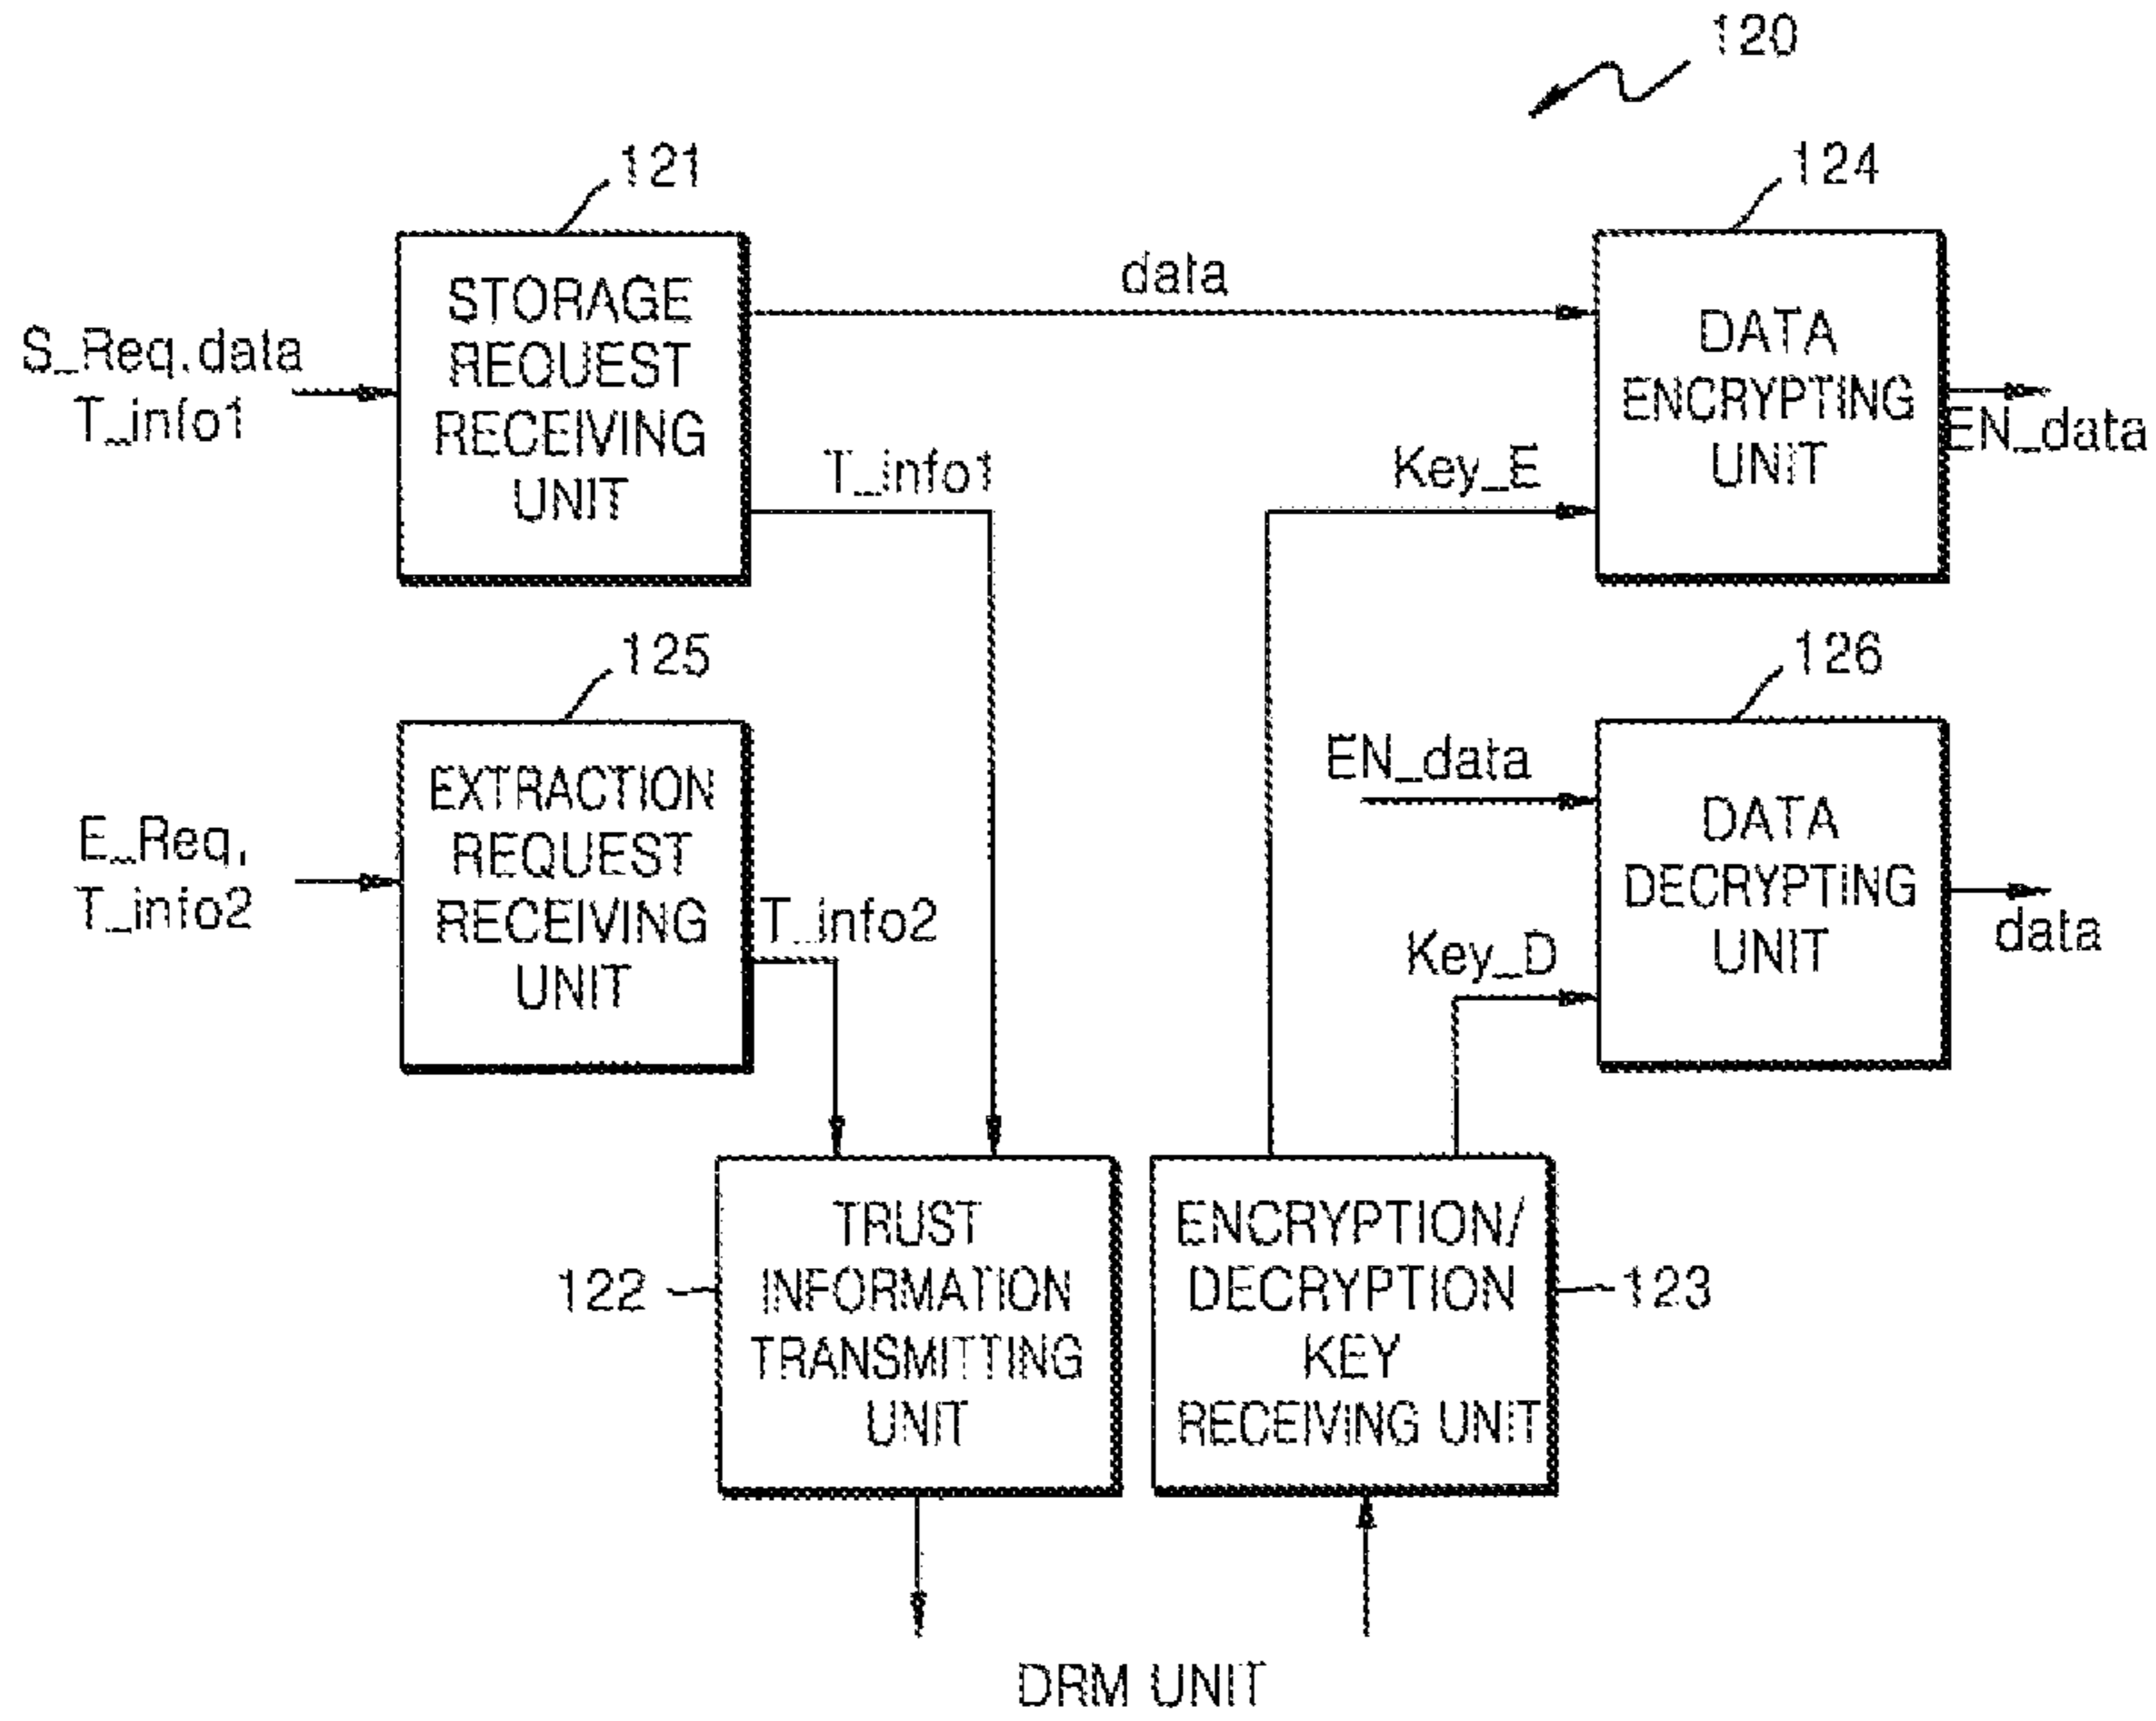 120
121
124
STORAGE
REQUEST
RECEIVING
UNIT
S_Req.data
T_info1
data
T_info1
Key_E
DATA
ENCRYPTING
UNIT
EN_data
125
126
EXTRACTION
REQUEST
RECEIVING
UNIT
E_Req,
T_info2
T_info2
EN_data
Key_D
DATA
DECRYPTING
UNIT
data
122
TRUST
INFORMATION
TRANSMITTING
UNIT
ENCRYPTION/
DECRYPTION
KEY
RECEIVING UNIT
123
DRM UNIT